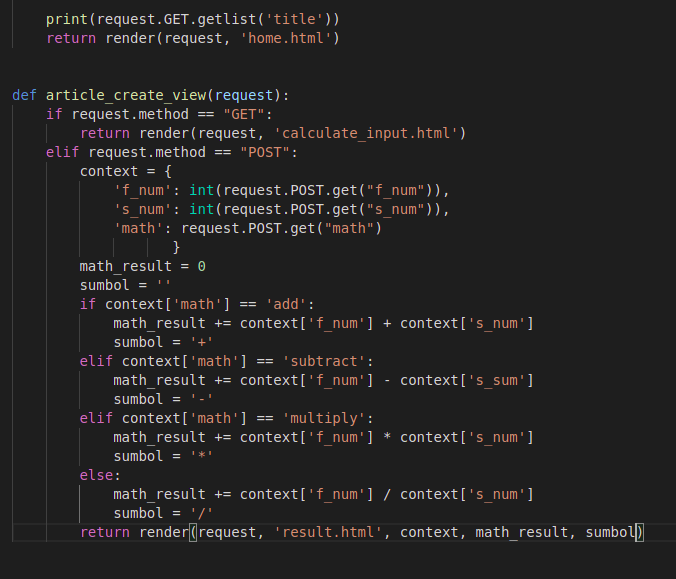 print(request.GET.getlist('title'))
return render(request, 'home.html')
def article_create_view(request):
if request.method == "GET":
return render(request, 'calculate_input.html')
elif request.method == "POST":
context = {
'f_num': int(request.POST.get("f_num")),
's_num': int(request.POST.get("s_num")),
'math': request.POST.get("math")
}
math_result = 0
sumbol = ''
if context['math'] == 'add':
math_result += context['f_num'] + context['s_num']
sumbol = '+'
elif context['math'] == 'subtract':
math_result += context['f_num'] - context['s_sum']
sumbol = '-'
elif context['math'] == 'multiply':
math_result += context['f_num'] * context['s_num']
sumbol = '*'
else:
math_result += context['f_num'] / context['s_num']
sumbol = '/'
return render(request, 'result.html', context, math_result, sumbol)